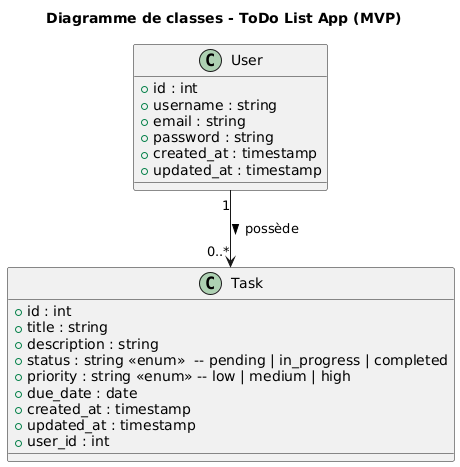 Diagramme de classes - ToDo List App (MVP)
C User
id : int
username : string
email : string
password : string
created_at : timestamp
updated_at : timestamp
1
possède
0..*
C Task
id : int
title : string
description : string
status : string «enum»  -- pending | in_progress | completed
priority : string «enum» -- low | medium | high
due_date : date
created_at : timestamp
updated_at : timestamp
user_id : int